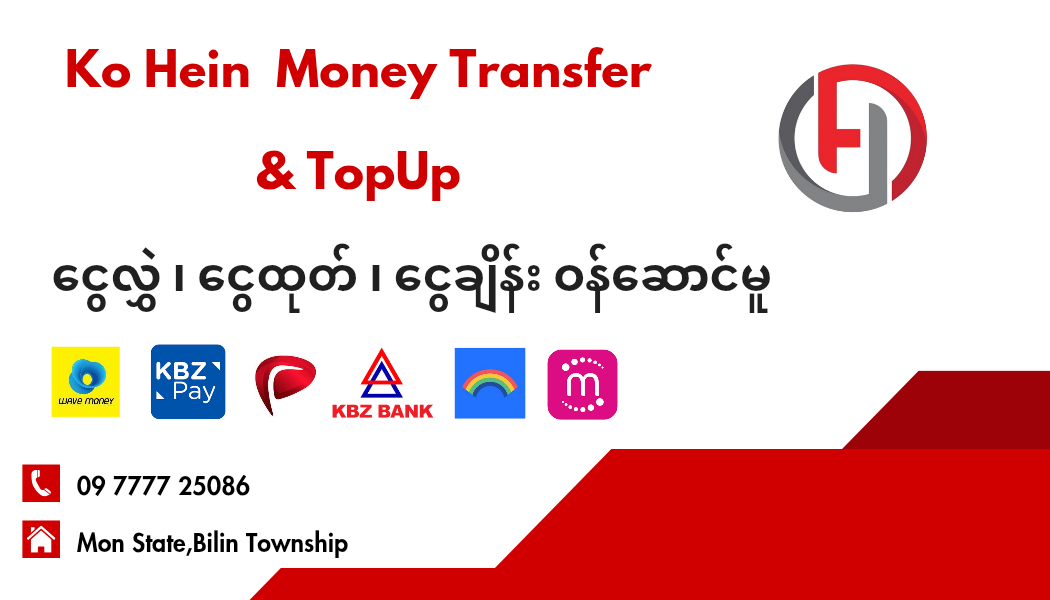 Ko Hein Money Transfer
& TopUp
ငွေလွှဲ ၊ ငွေထုတ် ၊ ငွေချိန်း ဝန်ဆောင်မူ
WAVE MONEY
KBZ Pay
KBZ BANK
m
09 7777 25086
Mon State,Bilin Township